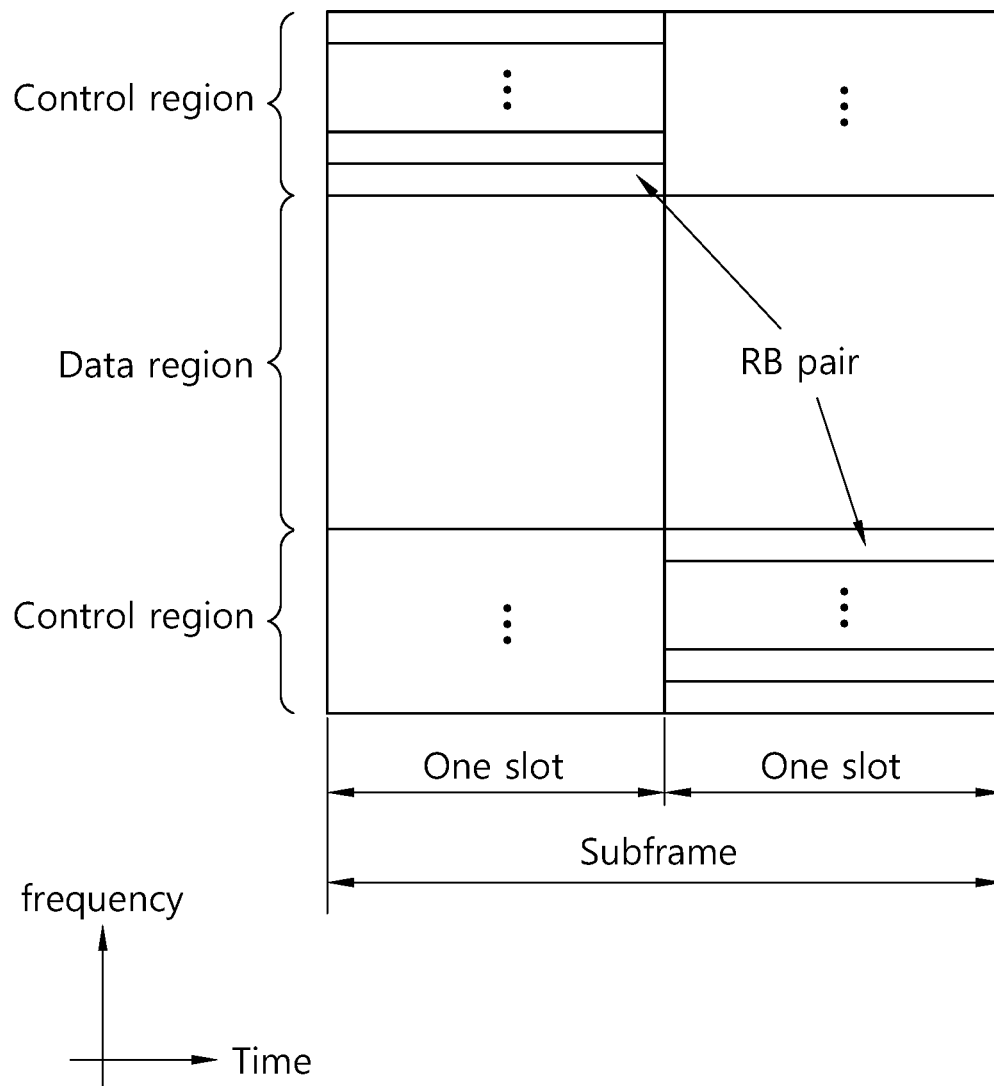 Control region
Data region
RB pair
Control region
One slot
One slot
Subframe
frequency
Time